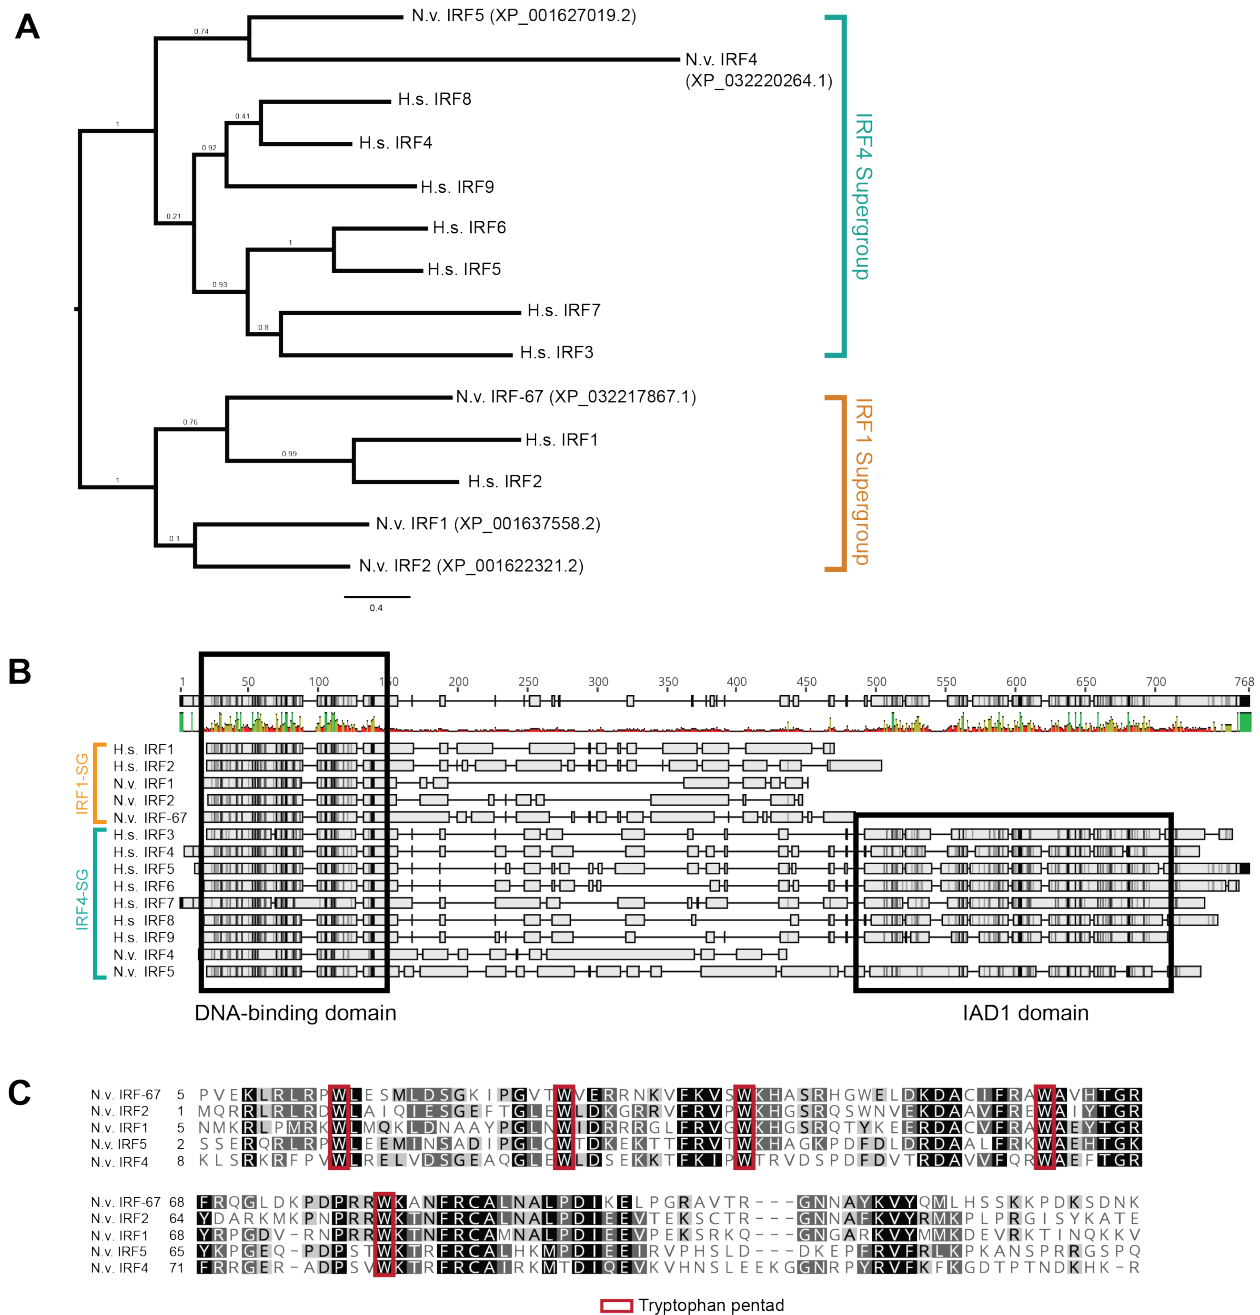 A
N.v. IRF5 (XP_001627019.2)
0.74
N.v. IRF4
(XP_032220264.1)
H.s. IRF8
0.41
1
H.s. IRF4
0.92
H.s. IRF9
0.21
H.s. IRF6
1
H.s. IRF5
0.93
H.s. IRF7
0.8
H.s. IRF3
IRF4 Supergroup
N.v. IRF-67 (XP_032217867.1)
0.76
H.s. IRF1
0.99
H.s. IRF2
1
N.v. IRF1 (XP_001637558.2)
0.1
N.v. IRF2 (XP_001622321.2)
IRF1 Supergroup
0.4
B
1 50 100 150 200 250 300 350 400 450 500 550 600 650 700 768
IRF1-SG
H.s. IRF1
H.s. IRF2
N.v. IRF1
N.v. IRF2
N.v. IRF-67
IRF4-SG
H.s. IRF3
H.s. IRF4
H.s. IRF5
H.s. IRF6
H.s. IRF7
H.s IRF8
H.s. IRF9
N.v. IRF4
N.v. IRF5
DNA-binding domain
IAD1 domain
C
N.v. IRF-67 5 PVEKLRLRPWLESMLDSGKIPGVTWVERRNKVFKVSWKHASRHGWELDKDACIFRAWAVHTGR
N.v. IRF2 1 MQRRLRLRDWLAIQIESGEFTGLEWLDKGRRVFRVPWKHGSRQSWNVEKDAAVFREWAIYTGR
N.v. IRF1 5 NMKRLPMRKWLMQKLDNAAYPGLNWIDRRRGLFRVGWKHGSRQTYKEERDACVFRAWAEYTGR
N.v. IRF5 2 SSERQRLRPWLEEMINSADIPGLCWTDKEKTTFRVTWKHAGKPDFDLDRDAALFRKWAEHTGK
N.v. IRF4 8 KLSRKRFPVWLRELVDSGEAQGLEWLDSEKKTFKIPWTRVDSPDFDVTRDAVVFQRWAEFTGR
N.v. IRF-67 68 FRQGLDKPDPRRWKANFRCALNALPDIKELPGRAVTR---GNNAYKVYQMLHSSKKPDKSDNK
N.v. IRF2 64 YDARKMKPNPRRWKTNFRCALNALPDIEEVTEKSCTR---GNNAFKVYRMKPLPRGISYKATE
N.v. IRF1 68 YRPGDV-RNPRRWKTNFRCAMNALPDIEEVPEKSRKQ---GNGARKVYMMKDEVRKTINQKKV
N.v. IRF5 65 YKPGEQ-PDPSTWKTRFRCALHKMPDIEEIRVPHSLD---DKEPFRVFRLKPKANSPRRGSPQ
N.v. IRF4 71 FRRGER-ADPSVWKTRFRCAIRKMTDIQEVKVHNSLEEKGGNRPYRVFKFKGDTPTNDKHK-R
Tryptophan pentad